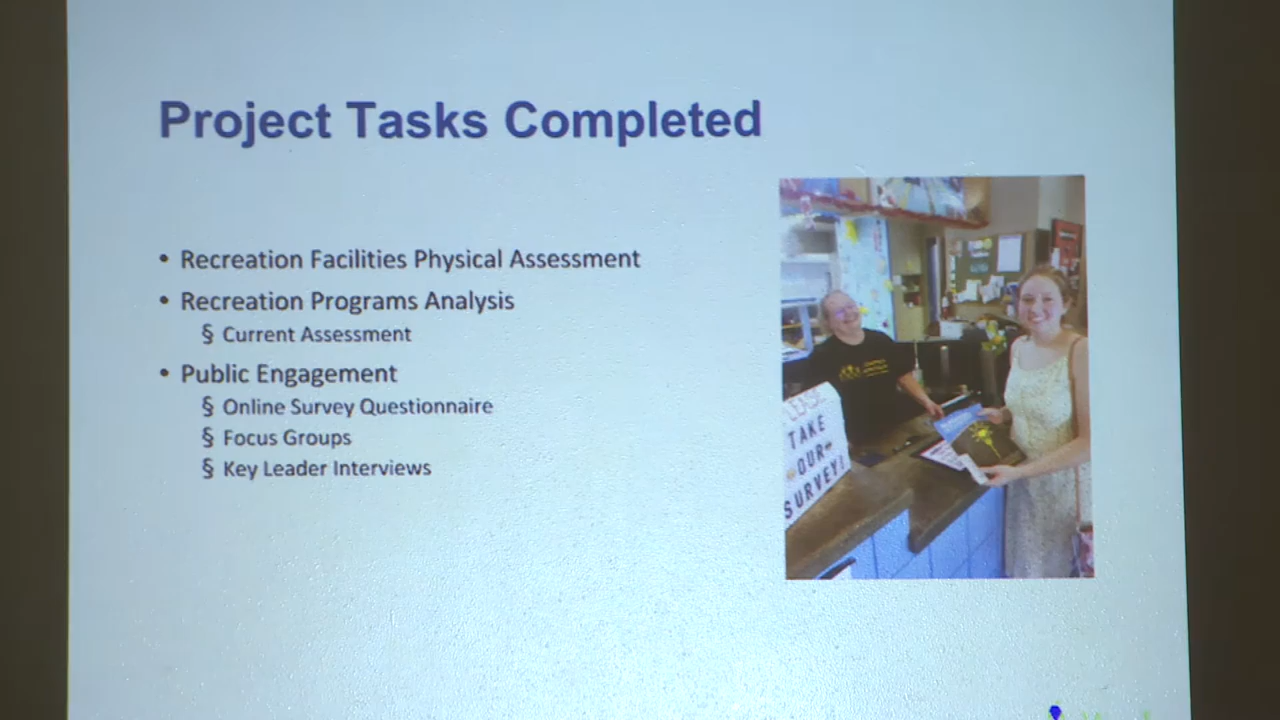 Project Tasks Completed
• Recreation Facilities Physical Assessment
• Recreation Programs Analysis
§ Current Assessment
• Public Engagement
§ Online Survey Questionnaire
§ Focus Groups
§ Key Leader Interviews
TAKE
OUR
SURVEY!